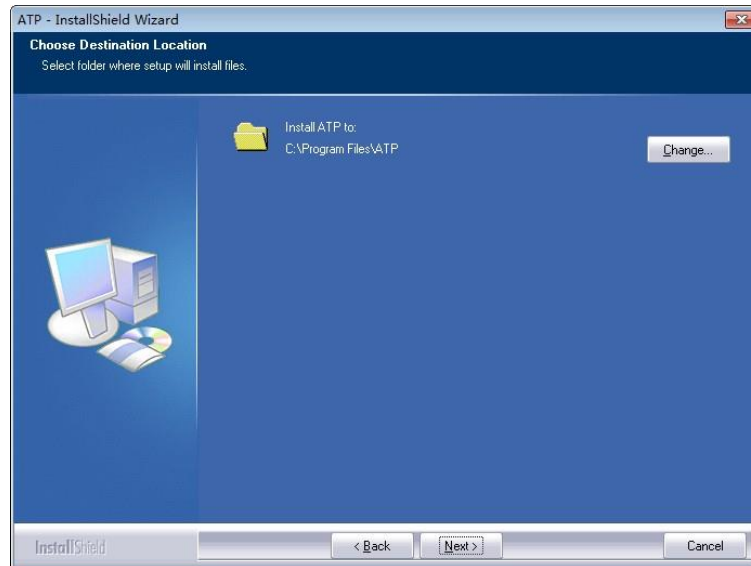 ATP - InstallShield Wizard
Choose Destination Location
Select folder where setup will install files.
Install ATP to:
C:\Program Files\ATP
Change...
InstallShield
< Back
Next >
Cancel